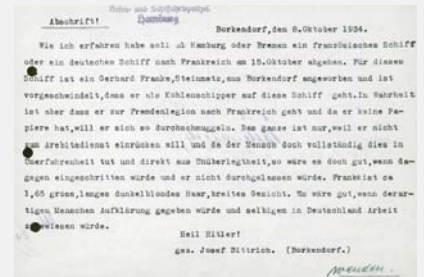 Hafen- und Schiffahrtspolizei
Hamburg
Abschrift!
Borkendorf, den 8.Oktober 1934.
Wie ich erfahren habe soll ab Hamburg oder Bremen ein französisches Schiff
oder ein deutsches Schiff nach Frankreich am 15.Oktober abgehen. Für dieses
Schiff ist ein Gerhard Franke,Steinmetz,aus Borkendorf angeworben und ist
vorgeschwindelt,dass er als Kohlenschipper auf diese Schiff geht.In Wahrheit
ist aber dass er zur Fremdenlegion nach Frankreich geht und da er keine Pa-
piere hat,will er sich so durchschmuggeln. Das ganze ist nur,weil er nicht
zum Arbeitsdienst einrücken will und da der Mensch doch vollständig dies in
Unerfahrenheit tut und direkt aus Unüberlegtheit,so wäre es doch gut,wenn da-
gegen eingeschritten würde und er nicht durchgelassen würde. Frankeist ca
1,65 gross,langes dunkelblondes Haar,breites Gesicht. Es wäre gut,wenn derar-
tigen Menschen Aufklärung gegeben würde und selbigen in Deutschland Arbeit
zugewiesen würde.
Heil Hitler!
gez. Josef Dittrich. (Borkendorf.)
wenden.